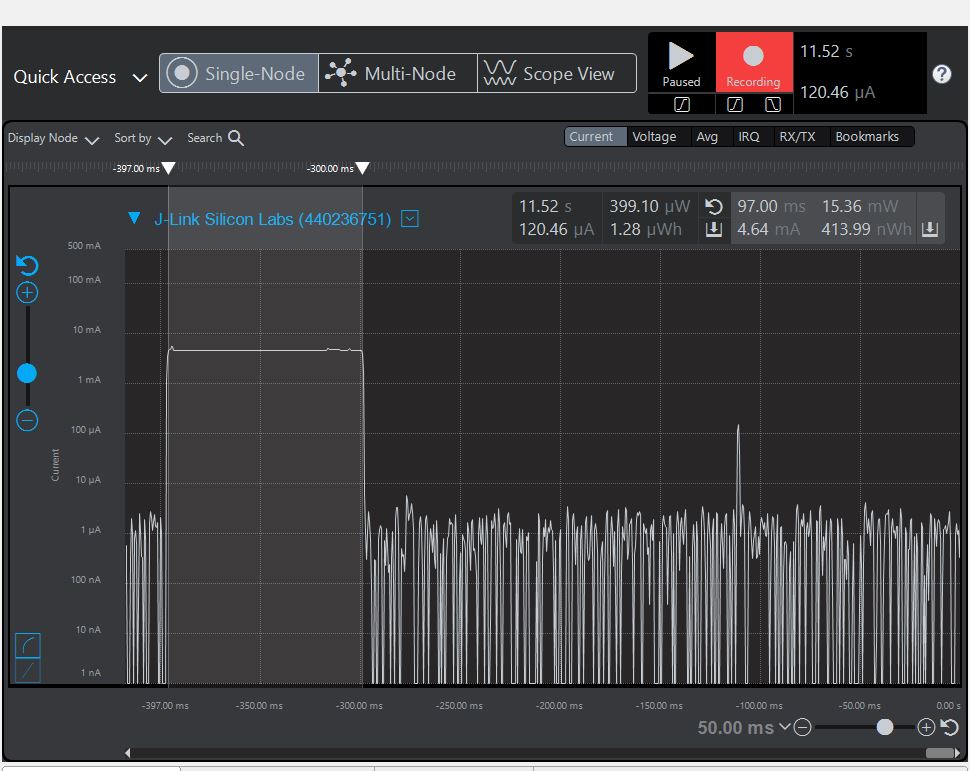 Quick Access
Single-Node
Multi-Node
Scope View
Paused
Recording
11.52 s
120.46 µA
?
Display Node
Sort by
Search
Current
Voltage
Avg
IRQ
RX/TX
Bookmarks
-397.00 ms
-300.00 ms
J-Link Silicon Labs (440236751)
11.52 s
120.46 µA
399.10 µW
1.28 µWh
97.00 ms
4.64 mA
15.36 mW
413.99 nWh
500 mA
100 mA
10 mA
1 mA
100 µA
10 µA
1 µA
100 nA
10 nA
1 nA
Current
-397.00 ms
-350.00 ms
-300.00 ms
-250.00 ms
-200.00 ms
-150.00 ms
-100.00 ms
-50.00 ms
0.00 s
50.00 ms